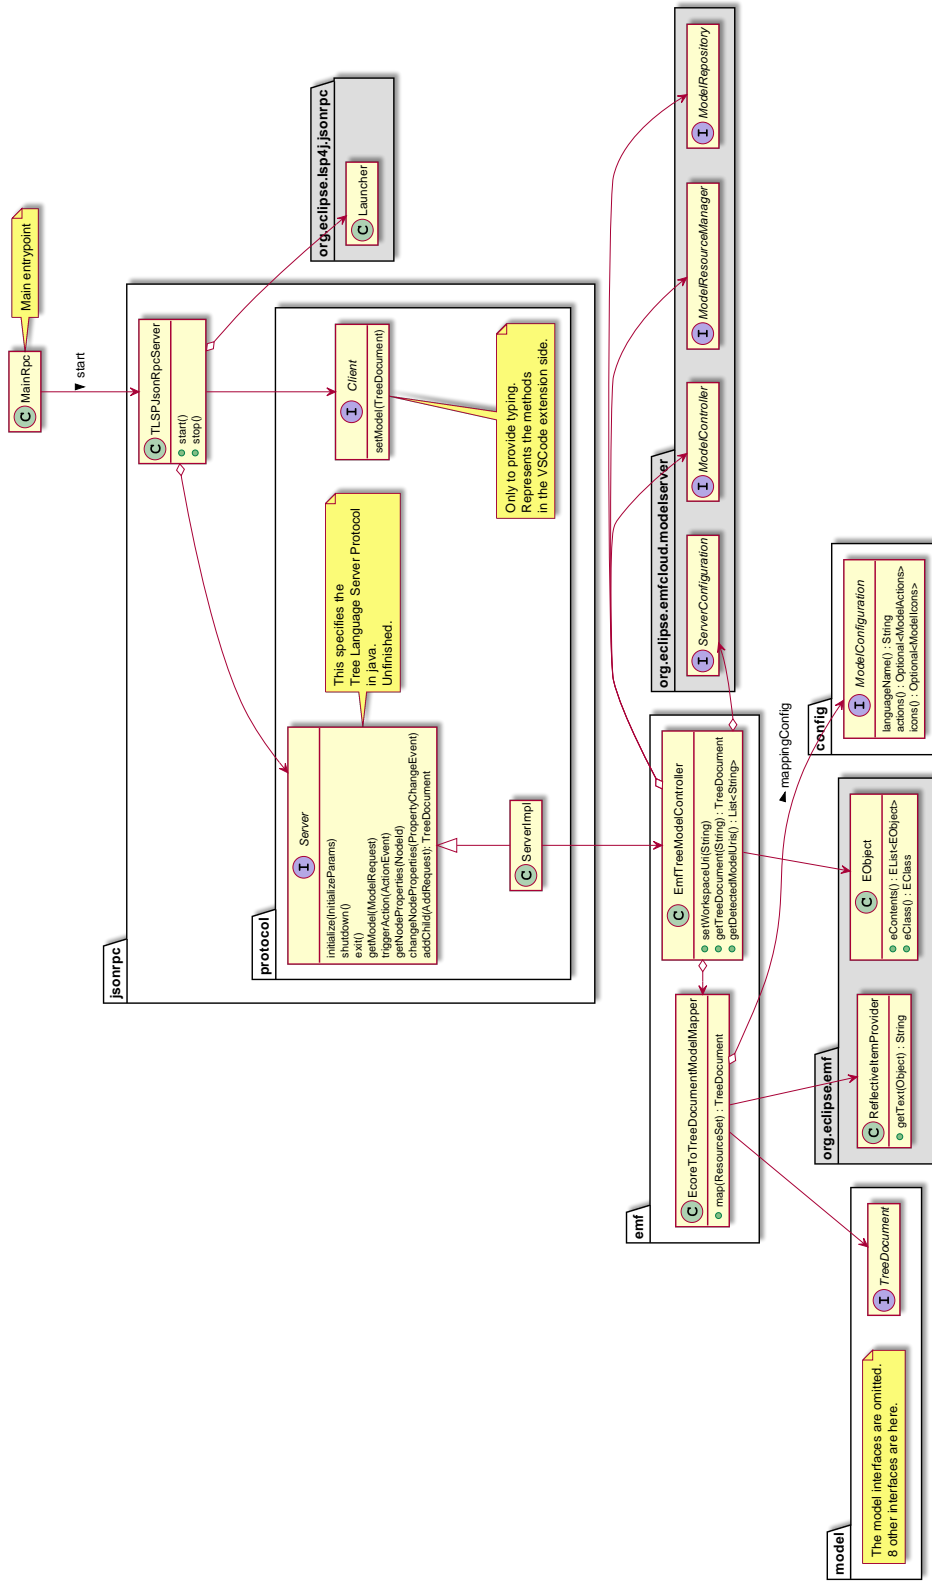 Main entrypoint
C MainRpc
start
jsonrpc
C TLSPJsonRpcServer
start()
stop()
org.eclipse.lsp4j.jsonrpc
C Launcher
protocol
I Server
initialize(InitializeParams)
shutdown()
exit()
getModel(ModelRequest)
triggerAction(ActionEvent)
getNodeProperties(NodeId)
changeNodeProperties(PropertyChangeEvent)
addChild(AddRequest): TreeDocument
This specifies the
Tree Language Server Protocol
in java.
Unfinished.
I Client
setModel(TreeDocument)
Only to provide typing.
Represents the methods
in the VSCode extension side.
C ServerImpl
emf
C EcoreToTreeDocumentModelMapper
map(ResourceSet) : TreeDocument
C EmfTreeModelController
setWorkspaceUri(String)
getTreeDocument(String) : TreeDocument
getDetectedModelUris() : List<String>
org.eclipse.emfcloud.modelserver
I ServerConfiguration
I ModelController
I ModelResourceManager
I ModelRepository
mappingConfig
model
The model interfaces are omitted.
8 other interfaces are here.
I TreeDocument
org.eclipse.emf
C ReflectiveItemProvider
getText(Object) : String
C EObject
eContents() : EList<EObject>
eClass() : EClass
config
I ModelConfiguration
languageName() : String
actions() : Optional<ModelActions>
icons() : Optional<ModelIcons>